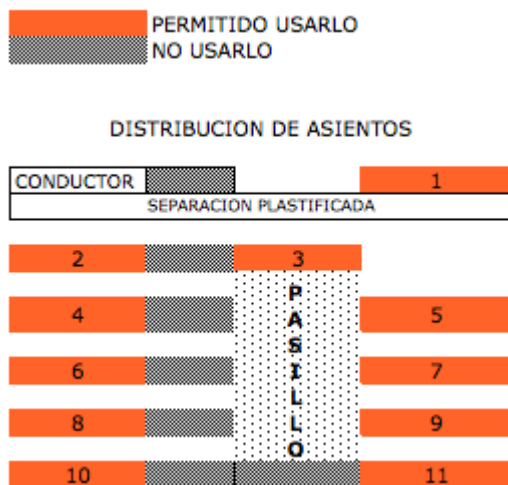 PERMITIDO USARLO
NO USARLO
DISTRIBUCION DE ASIENTOS
CONDUCTOR 1
SEPARACION PLASTIFICADA
2 3
4 5
6 7
8 9
10 11
PASILLO